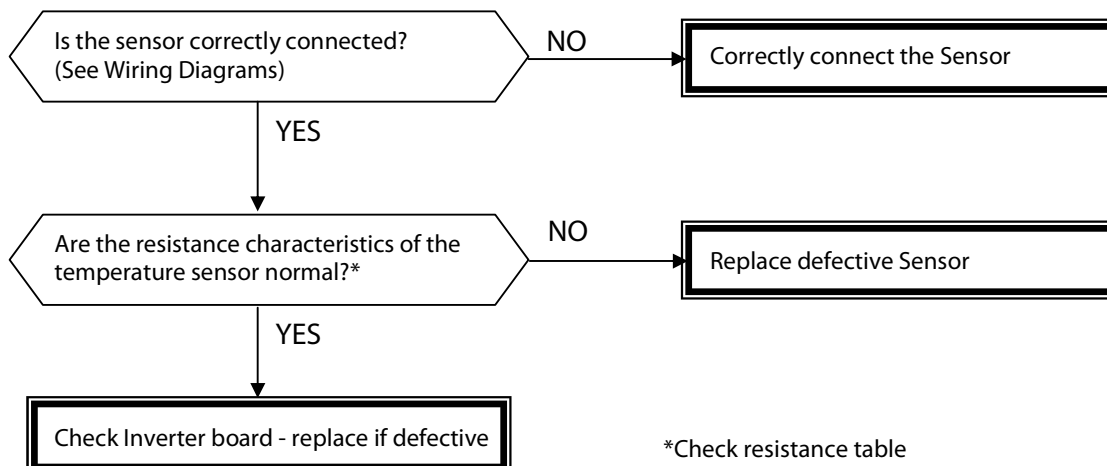 Is the sensor correctly connected?
(See Wiring Diagrams)
NO
Correctly connect the Sensor
YES
Are the resistance characteristics of the
temperature sensor normal?*
NO
Replace defective Sensor
YES
Check Inverter board - replace if defective
*Check resistance table